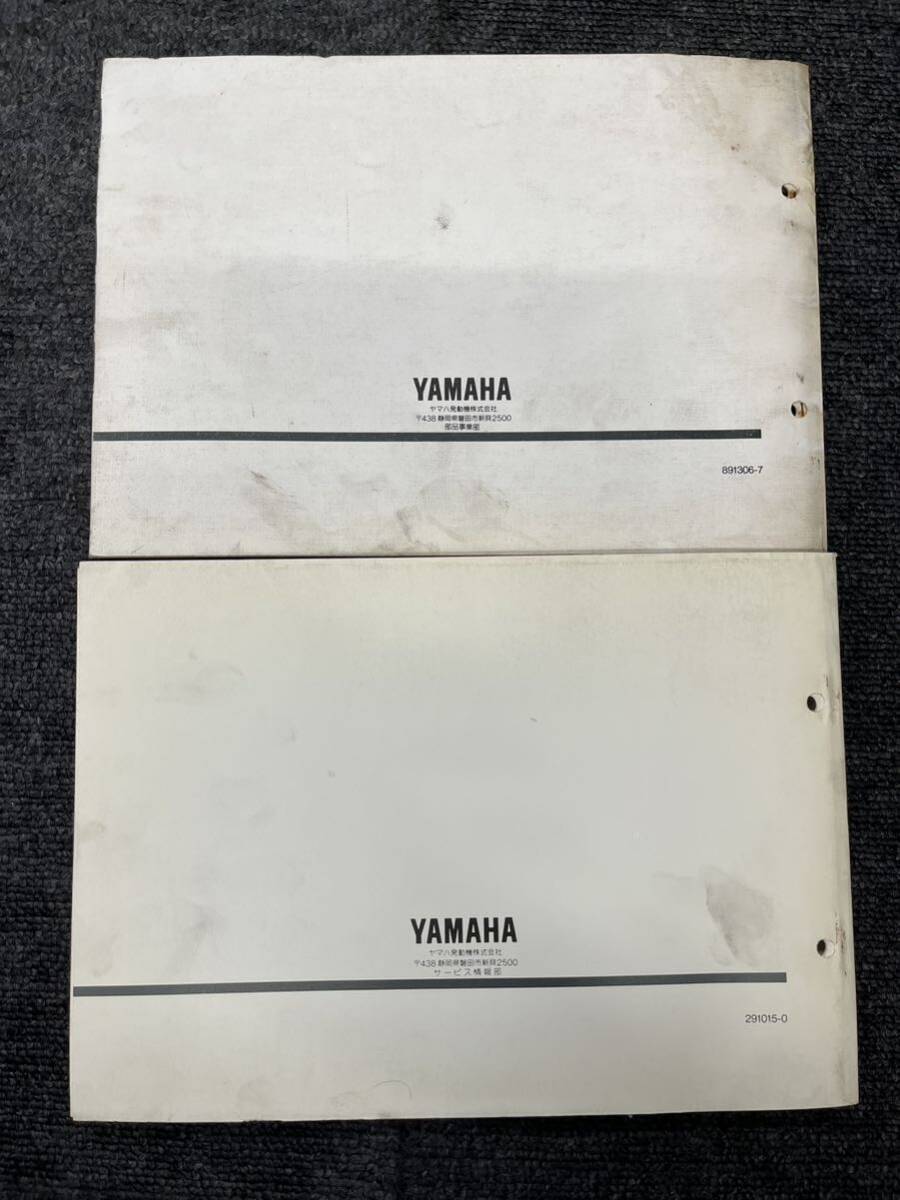 YAMAHA
ヤマハ発動機株式会社
〒438 静岡県磐田市新貝2500
部品事業部
891306-7
YAMAHA
ヤマハ発動機株式会社
〒438 静岡県磐田市新貝2500
サービス情報部
291015-0